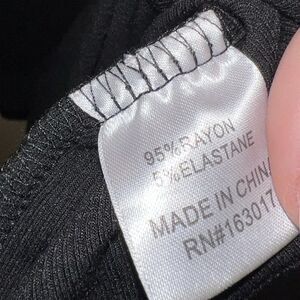 95% RAYON
5% ELASTANE
MADE IN CHINA
RN#163017